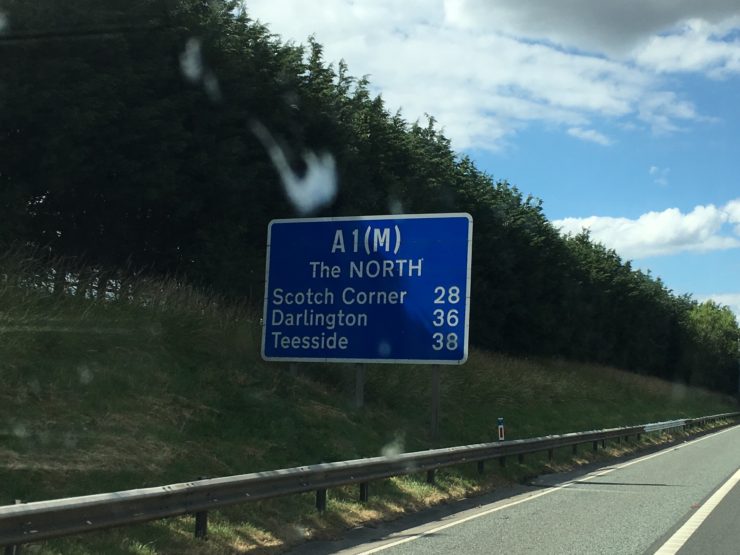 A1(M)
The NORTH
Scotch Corner 28
Darlington 36
Teesside 38